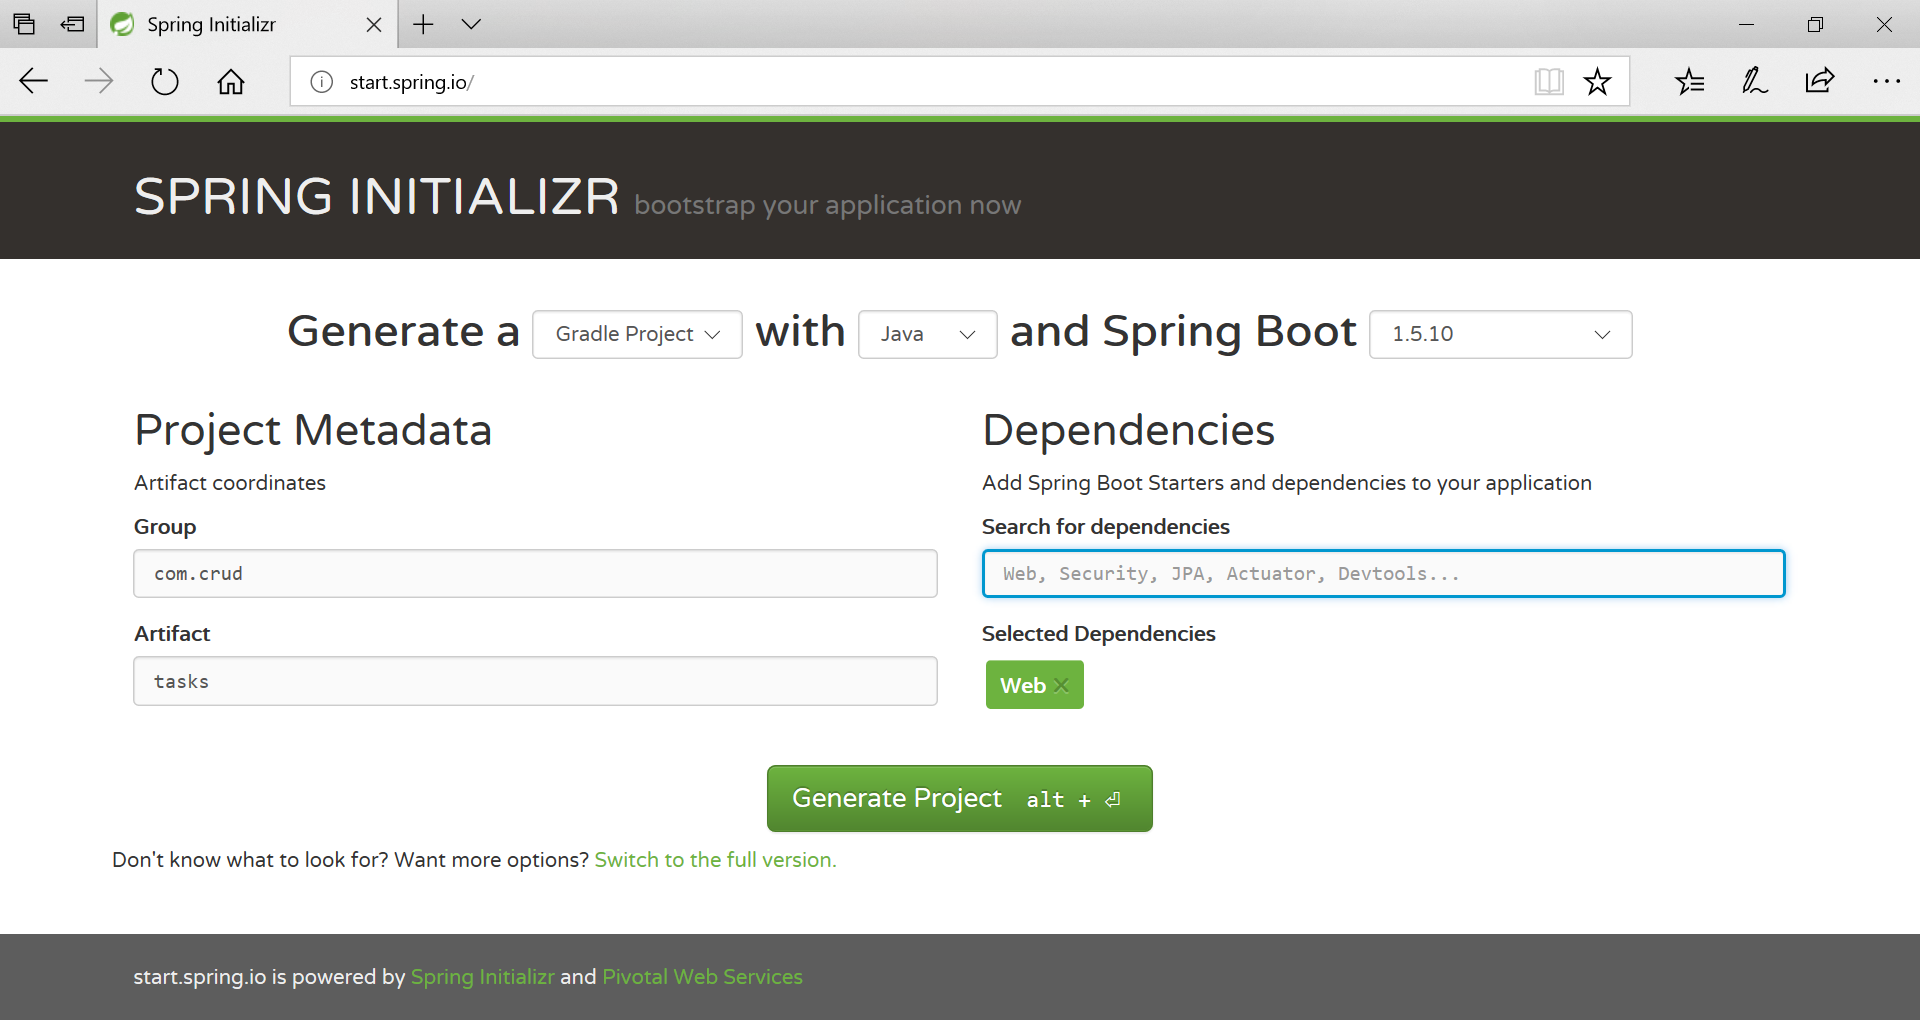 Spring Initializr
start.spring.io/
SPRING INITIALIZR bootstrap your application now
Generate a Gradle Project with Java and Spring Boot 1.5.10
Project Metadata
Artifact coordinates
Group
com.crud
Artifact
tasks
Dependencies
Add Spring Boot Starters and dependencies to your application
Search for dependencies
Web, Security, JPA, Actuator, Devtools...
Selected Dependencies
Web
Generate Project alt + ⏎
Don't know what to look for? Want more options? Switch to the full version.
start.spring.io is powered by Spring Initializr and Pivotal Web Services